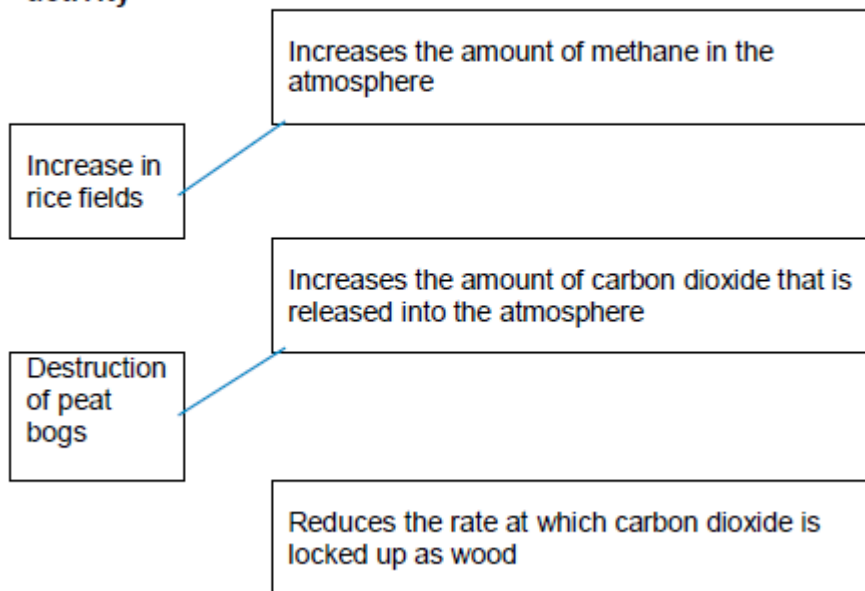 Increases the amount of methane in the
atmosphere
Increase in
rice fields
Increases the amount of carbon dioxide that is
released into the atmosphere
Destruction
of peat
bogs
Reduces the rate at which carbon dioxide is
locked up as wood